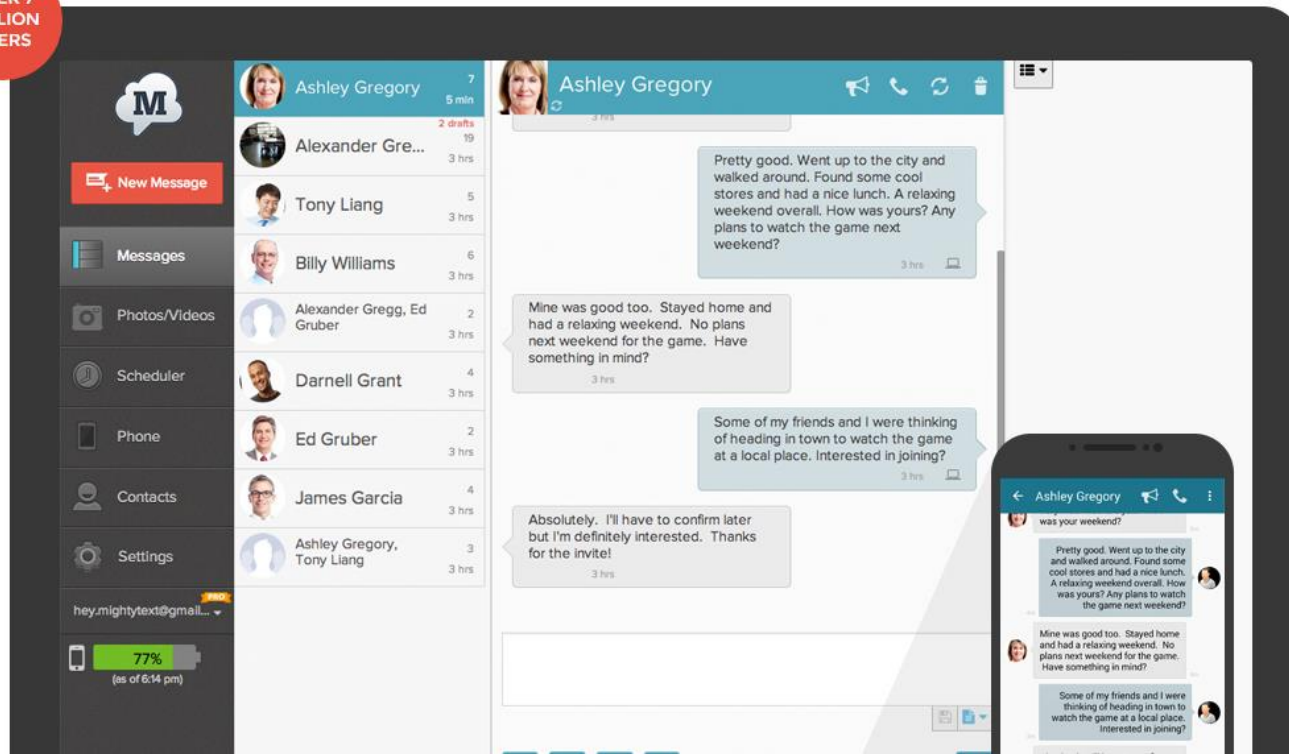 LION
ERS
M
New Message
Messages
Photos/Videos
Scheduler
Phone
Contacts
Settings
PRO
hey.mightytext@gmail...
77%
(as of 6:14 pm)
Ashley Gregory
7
5 min
2 drafts
Alexander Gre...
19
3 hrs
Tony Liang
5
3 hrs
Billy Williams
6
3 hrs
Alexander Gregg, Ed
Gruber
2
3 hrs
Darnell Grant
4
3 hrs
Ed Gruber
2
3 hrs
James Garcia
4
3 hrs
Ashley Gregory,
Tony Liang
3
3 hrs
Ashley Gregory
3 hrs
Pretty good. Went up to the city and
walked around. Found some cool
stores and had a nice lunch. A relaxing
weekend overall. How was yours? Any
plans to watch the game next
weekend?
3 hrs
Mine was good too. Stayed home and
had a relaxing weekend. No plans
next weekend for the game. Have
something in mind?
3 hrs
Some of my friends and I were thinking
of heading in town to watch the game
at a local place. Interested in joining?
3 hrs
Absolutely. I'll have to confirm later
but I'm definitely interested. Thanks
for the invite!
3 hrs
Ashley Gregory
was your weekend?
Pretty good. Went up to the city
and walked around. Found some
cool stores and had a nice lunch.
A relaxing weekend overall. How
was yours? Any plans to watch
the game next weekend?
Mine was good too. Stayed home
and had a relaxing weekend. No
plans next weekend for the game.
Have something in mind?
Some of my friends and I were
thinking of heading in town to
watch the game at a local place.
Interested in joining?